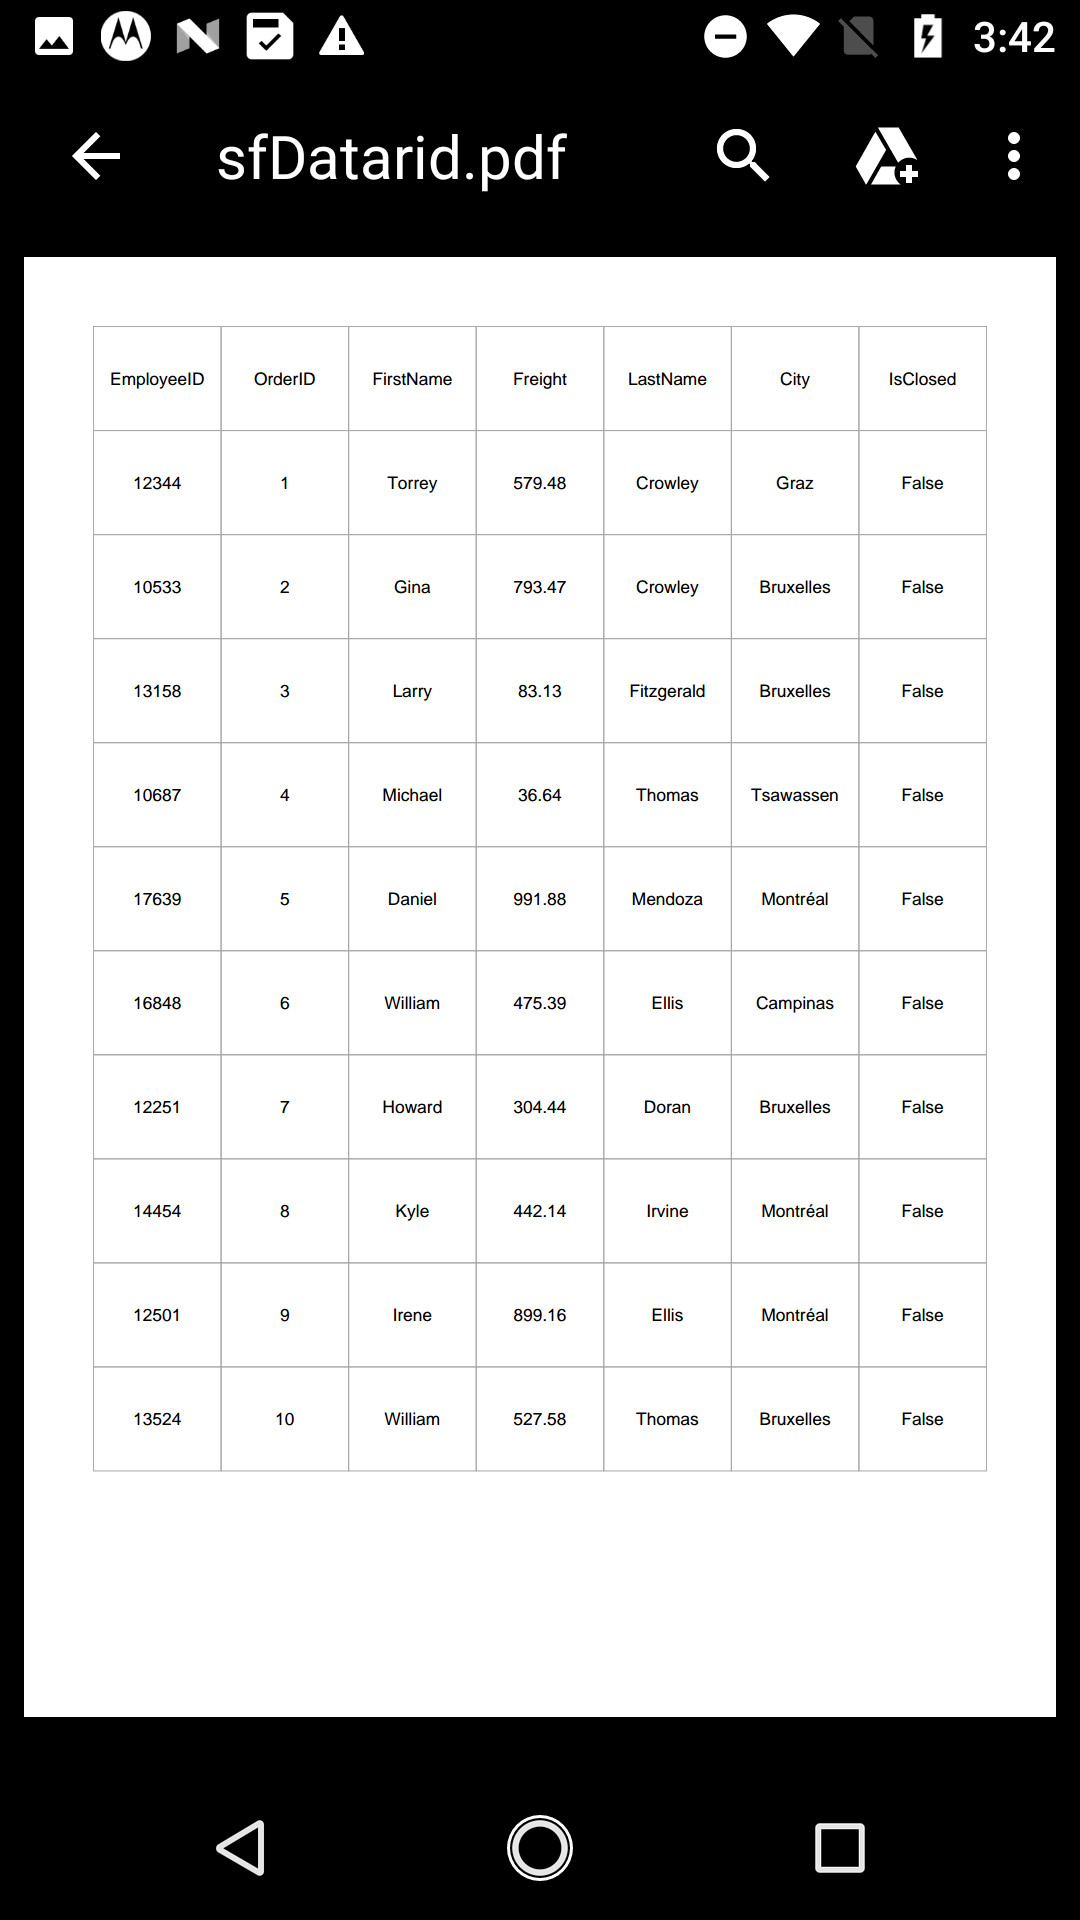 3:42
sfDatarid.pdf
EmployeeID OrderID FirstName Freight LastName City IsClosed
12344 1 Torrey 579.48 Crowley Graz False
10533 2 Gina 793.47 Crowley Bruxelles False
13158 3 Larry 83.13 Fitzgerald Bruxelles False
10687 4 Michael 36.64 Thomas Tsawassen False
17639 5 Daniel 991.88 Mendoza Montréal False
16848 6 William 475.39 Ellis Campinas False
12251 7 Howard 304.44 Doran Bruxelles False
14454 8 Kyle 442.14 Irvine Montréal False
12501 9 Irene 899.16 Ellis Montréal False
13524 10 William 527.58 Thomas Bruxelles False